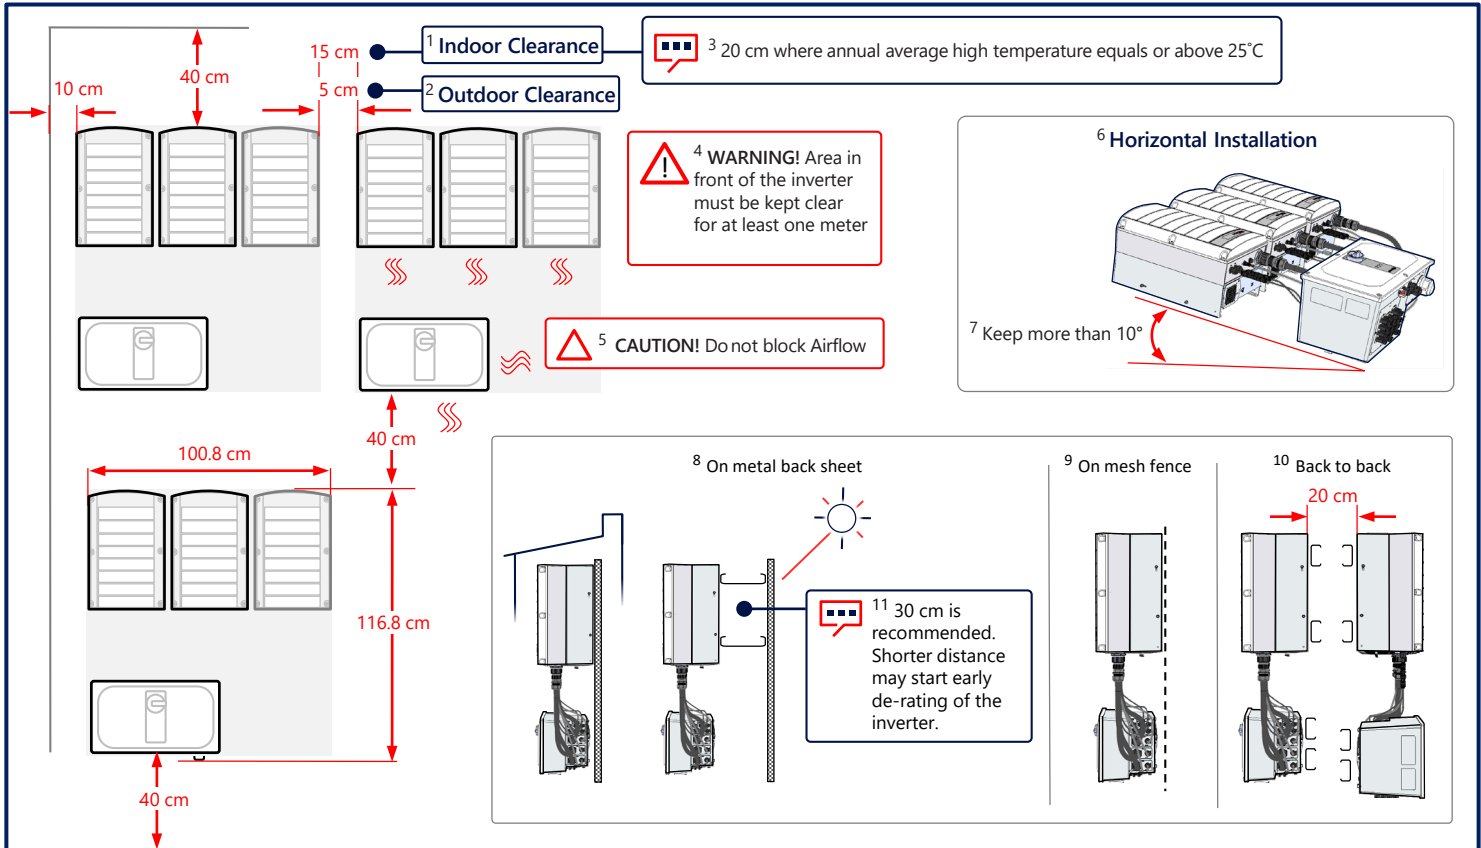 15 cm
1 Indoor Clearance
3 20 cm where annual average high temperature equals or above 25°C
40 cm
10 cm
5 cm
2 Outdoor Clearance
4 WARNING! Area in
front of the inverter
must be kept clear
for at least one meter
6 Horizontal Installation
7 Keep more than 10°
5 CAUTION! Do not block Airflow
40 cm
100.8 cm
116.8 cm
40 cm
8 On metal back sheet
9 On mesh fence
10 Back to back
20 cm
11 30 cm is
recommended.
Shorter distance
may start early
de-rating of the
inverter.